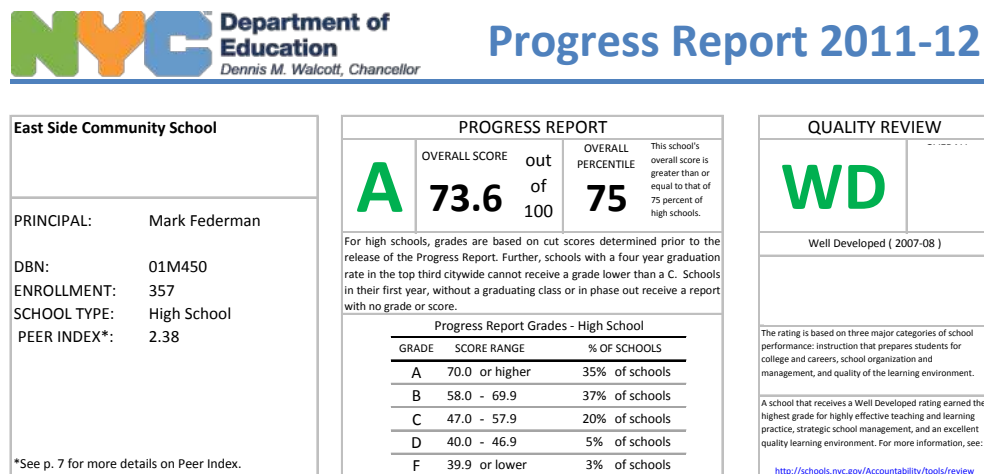 NYC
Department of
Education
Dennis M. Walcott, Chancellor
Progress Report 2011-12
East Side Community School
PRINCIPAL: Mark Federman
DBN: 01M450
ENROLLMENT: 357
SCHOOL TYPE: High School
PEER INDEX*: 2.38
*See p. 7 for more details on Peer Index.
PROGRESS REPORT
A
OVERALL SCORE
73.6
out
of
100
OVERALL
PERCENTILE
75
This school's
overall score is
greater than or
equal to that of
75 percent of
high schools.
For high schools, grades are based on cut scores determined prior to the
release of the Progress Report. Further, schools with a four year graduation
rate in the top third citywide cannot receive a grade lower than a C. Schools
in their first year, without a graduating class or in phase out receive a report
with no grade or score.
Progress Report Grades - High School
GRADE SCORE RANGE % OF SCHOOLS
A 70.0 or higher 35% of schools
B 58.0 - 69.9 37% of schools
C 47.0 - 57.9 20% of schools
D 40.0 - 46.9 5% of schools
F 39.9 or lower 3% of schools
QUALITY REVIEW
WD
Well Developed ( 2007-08 )
The rating is based on three major categories of school
performance: instruction that prepares students for
college and careers, school organization and
management, and quality of the learning environment.
A school that receives a Well Developed rating earned the
highest grade for highly effective teaching and learning
practice, strategic school management, and an excellent
quality learning environment. For more information, see:
http://schools.nyc.gov/Accountability/tools/review